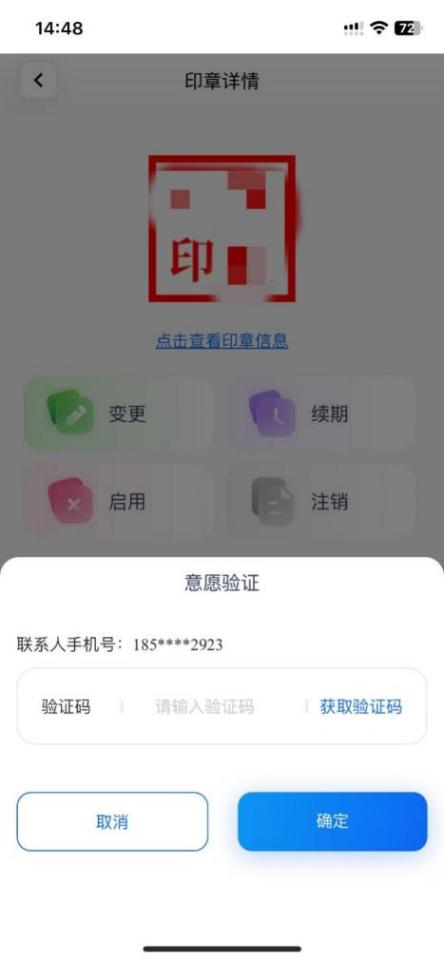 14:48
72
印章详情
印
点击查看印章信息
变更
续期
启用
注销
意愿验证
联系人手机号：185****2923
验证码 请输入验证码 获取验证码
取消
确定